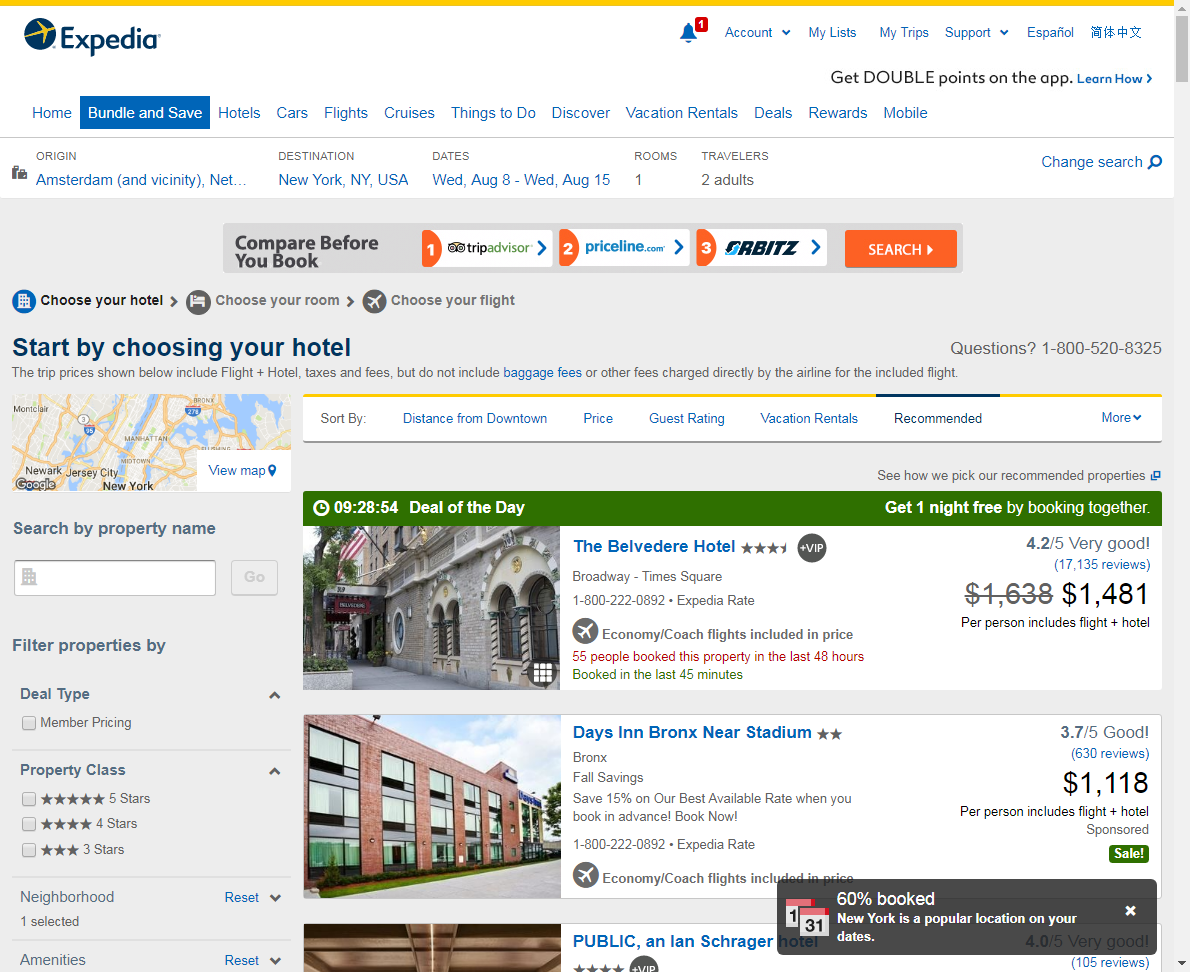 Expedia
1
Account
My Lists
My Trips
Support
Español
简体中文
Get DOUBLE points on the app. Learn How
Home
Bundle and Save
Hotels
Cars
Flights
Cruises
Things to Do
Discover
Vacation Rentals
Deals
Rewards
Mobile
ORIGIN
Amsterdam (and vicinity), Net...
DESTINATION
New York, NY, USA
DATES
Wed, Aug 8 - Wed, Aug 15
ROOMS
1
TRAVELERS
2 adults
Change search
Compare Before
You Book
1 tripadvisor
2 priceline.com
3 ORBITZ
SEARCH
Choose your hotel
Choose your room
Choose your flight
Start by choosing your hotel
Questions? 1-800-520-8325
The trip prices shown below include Flight + Hotel, taxes and fees, but do not include baggage fees or other fees charged directly by the airline for the included flight.
Montclair
BRONX
278
3
95
MANHATTAN
FLUSHING
MIDTOWN
Newark
Jersey City
New York
Google
View map
Sort By:
Distance from Downtown
Price
Guest Rating
Vacation Rentals
Recommended
More
See how we pick our recommended properties
Search by property name
Go
Filter properties by
Deal Type
Member Pricing
Property Class
5 Stars
4 Stars
3 Stars
Neighborhood
Reset
1 selected
Amenities
Reset
09:28:54 Deal of the Day
Get 1 night free by booking together.
BELVEDERE
The Belvedere Hotel
+VIP
Broadway - Times Square
1-800-222-0892 • Expedia Rate
Economy/Coach flights included in price
55 people booked this property in the last 48 hours
Booked in the last 45 minutes
4.2/5 Very good!
(17,135 reviews)
$1,638 $1,481
Per person includes flight + hotel
Days Inn
Days Inn Bronx Near Stadium
Bronx
Fall Savings
Save 15% on Our Best Available Rate when you
book in advance! Book Now!
1-800-222-0892 • Expedia Rate
Economy/Coach flights included in price
3.7/5 Good!
(630 reviews)
$1,118
Per person includes flight + hotel
Sponsored
Sale!
PUBLIC, an Ian Schrager hotel
+VIP
4.0/5 Very good!
(105 reviews)
1
31
60% booked
New York is a popular location on your
dates.